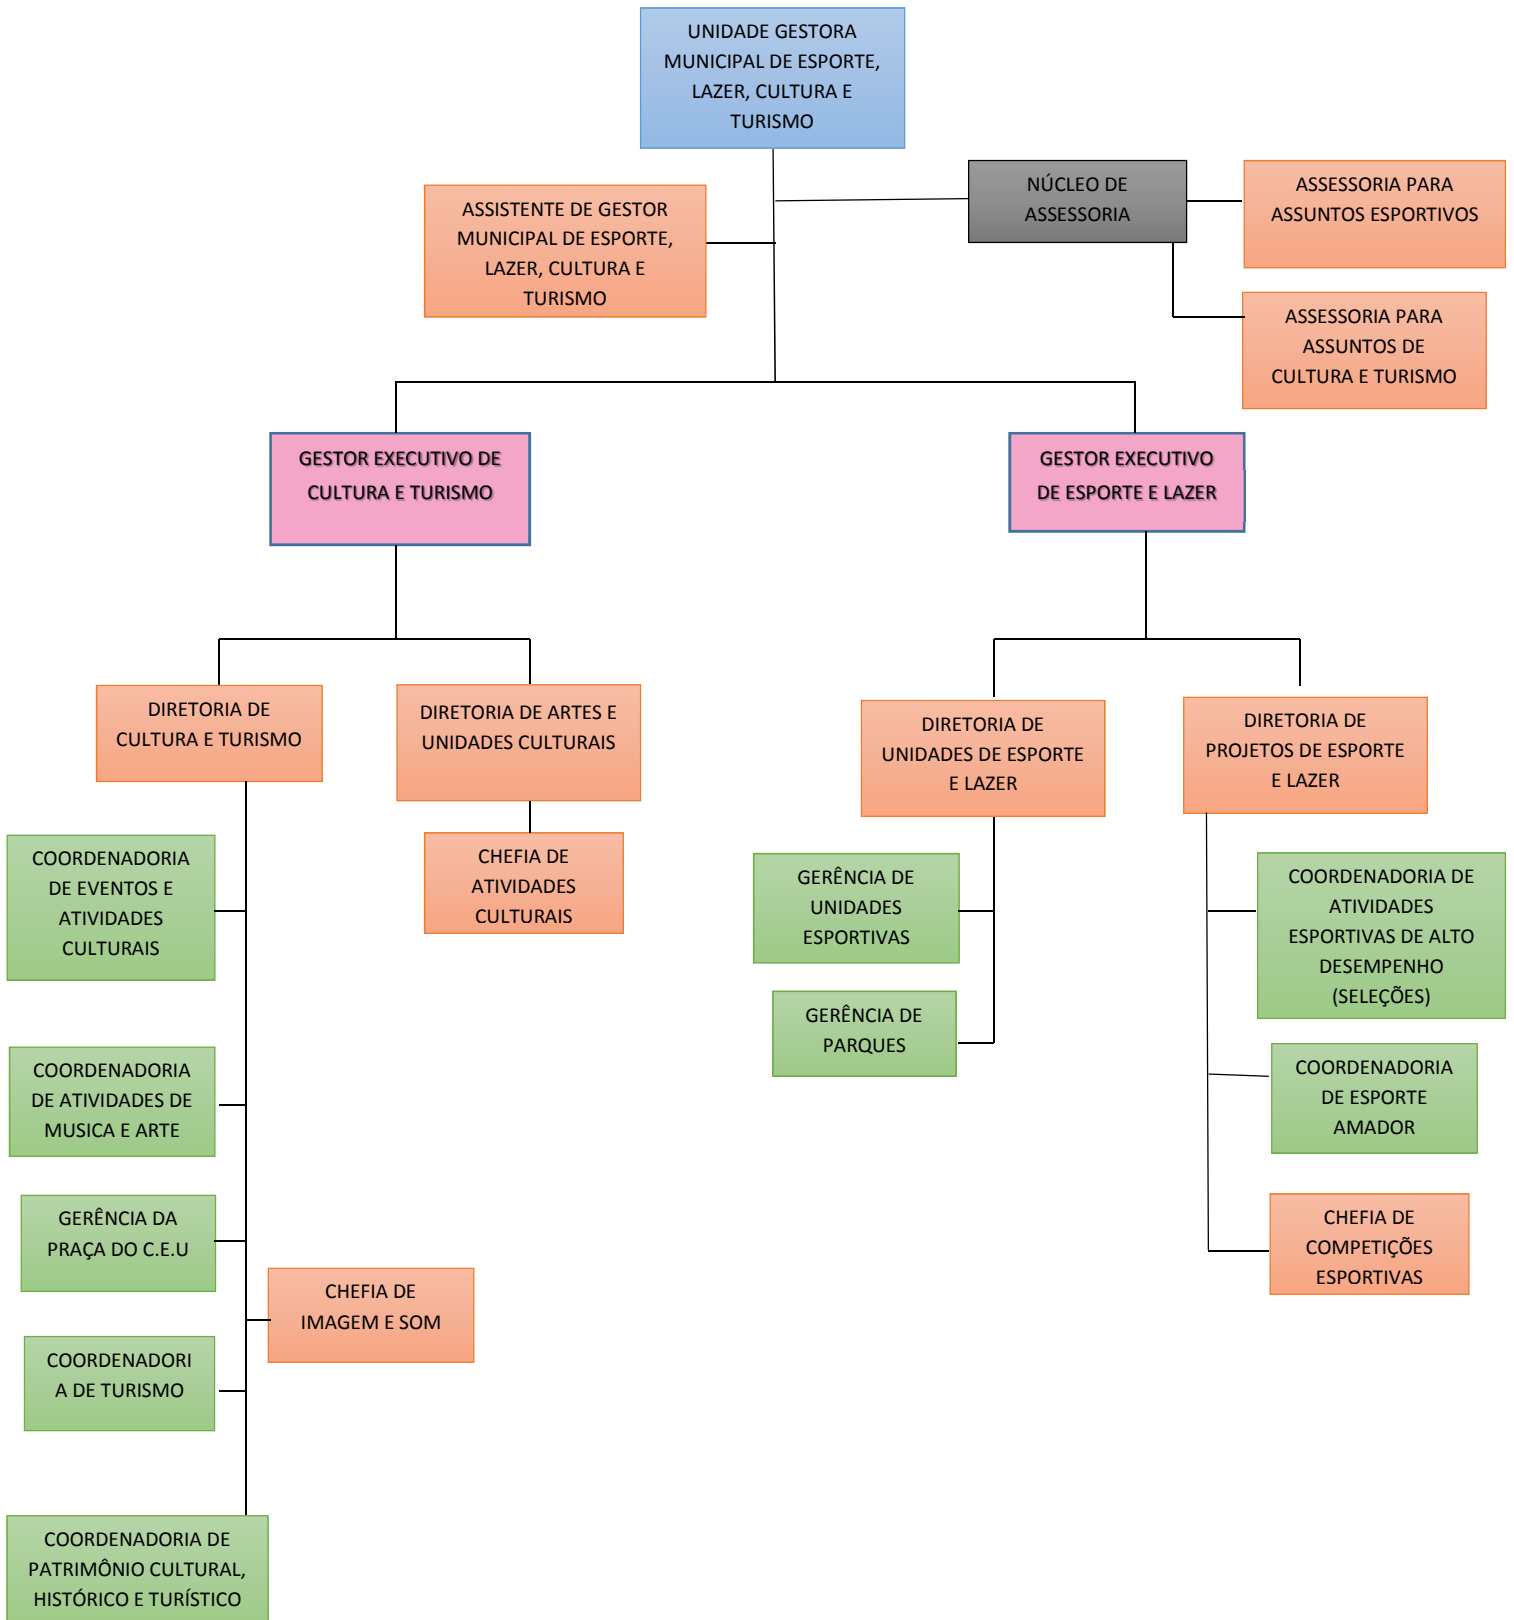 UNIDADE GESTORA
MUNICIPAL DE ESPORTE,
LAZER, CULTURA E
TURISMO
NÚCLEO DE
ASSESSORIA
ASSESSORIA PARA
ASSUNTOS ESPORTIVOS
ASSISTENTE DE GESTOR
MUNICIPAL DE ESPORTE,
LAZER, CULTURA E
TURISMO
ASSESSORIA PARA
ASSUNTOS DE
CULTURA E TURISMO
GESTOR EXECUTIVO DE
CULTURA E TURISMO
GESTOR EXECUTIVO
DE ESPORTE E LAZER
DIRETORIA DE
CULTURA E TURISMO
DIRETORIA DE ARTES E
UNIDADES CULTURAIS
DIRETORIA DE
UNIDADES DE ESPORTE
E LAZER
DIRETORIA DE
PROJETOS DE ESPORTE
E LAZER
COORDENADORIA
DE EVENTOS E
ATIVIDADES
CULTURAIS
CHEFIA DE
ATIVIDADES
CULTURAIS
GERÊNCIA DE
UNIDADES
ESPORTIVAS
COORDENADORIA DE
ATIVIDADES
ESPORTIVAS DE ALTO
DESEMPENHO
(SELEÇÕES)
GERÊNCIA DE
PARQUES
COORDENADORIA
DE ATIVIDADES DE
MUSICA E ARTE
COORDENADORIA
DE ESPORTE
AMADOR
GERÊNCIA DA
PRAÇA DO C.E.U
CHEFIA DE
COMPETIÇÕES
ESPORTIVAS
CHEFIA DE
IMAGEM E SOM
COORDENADORI
A DE TURISMO
COORDENADORIA DE
PATRIMÔNIO CULTURAL,
HISTÓRICO E TURÍSTICO